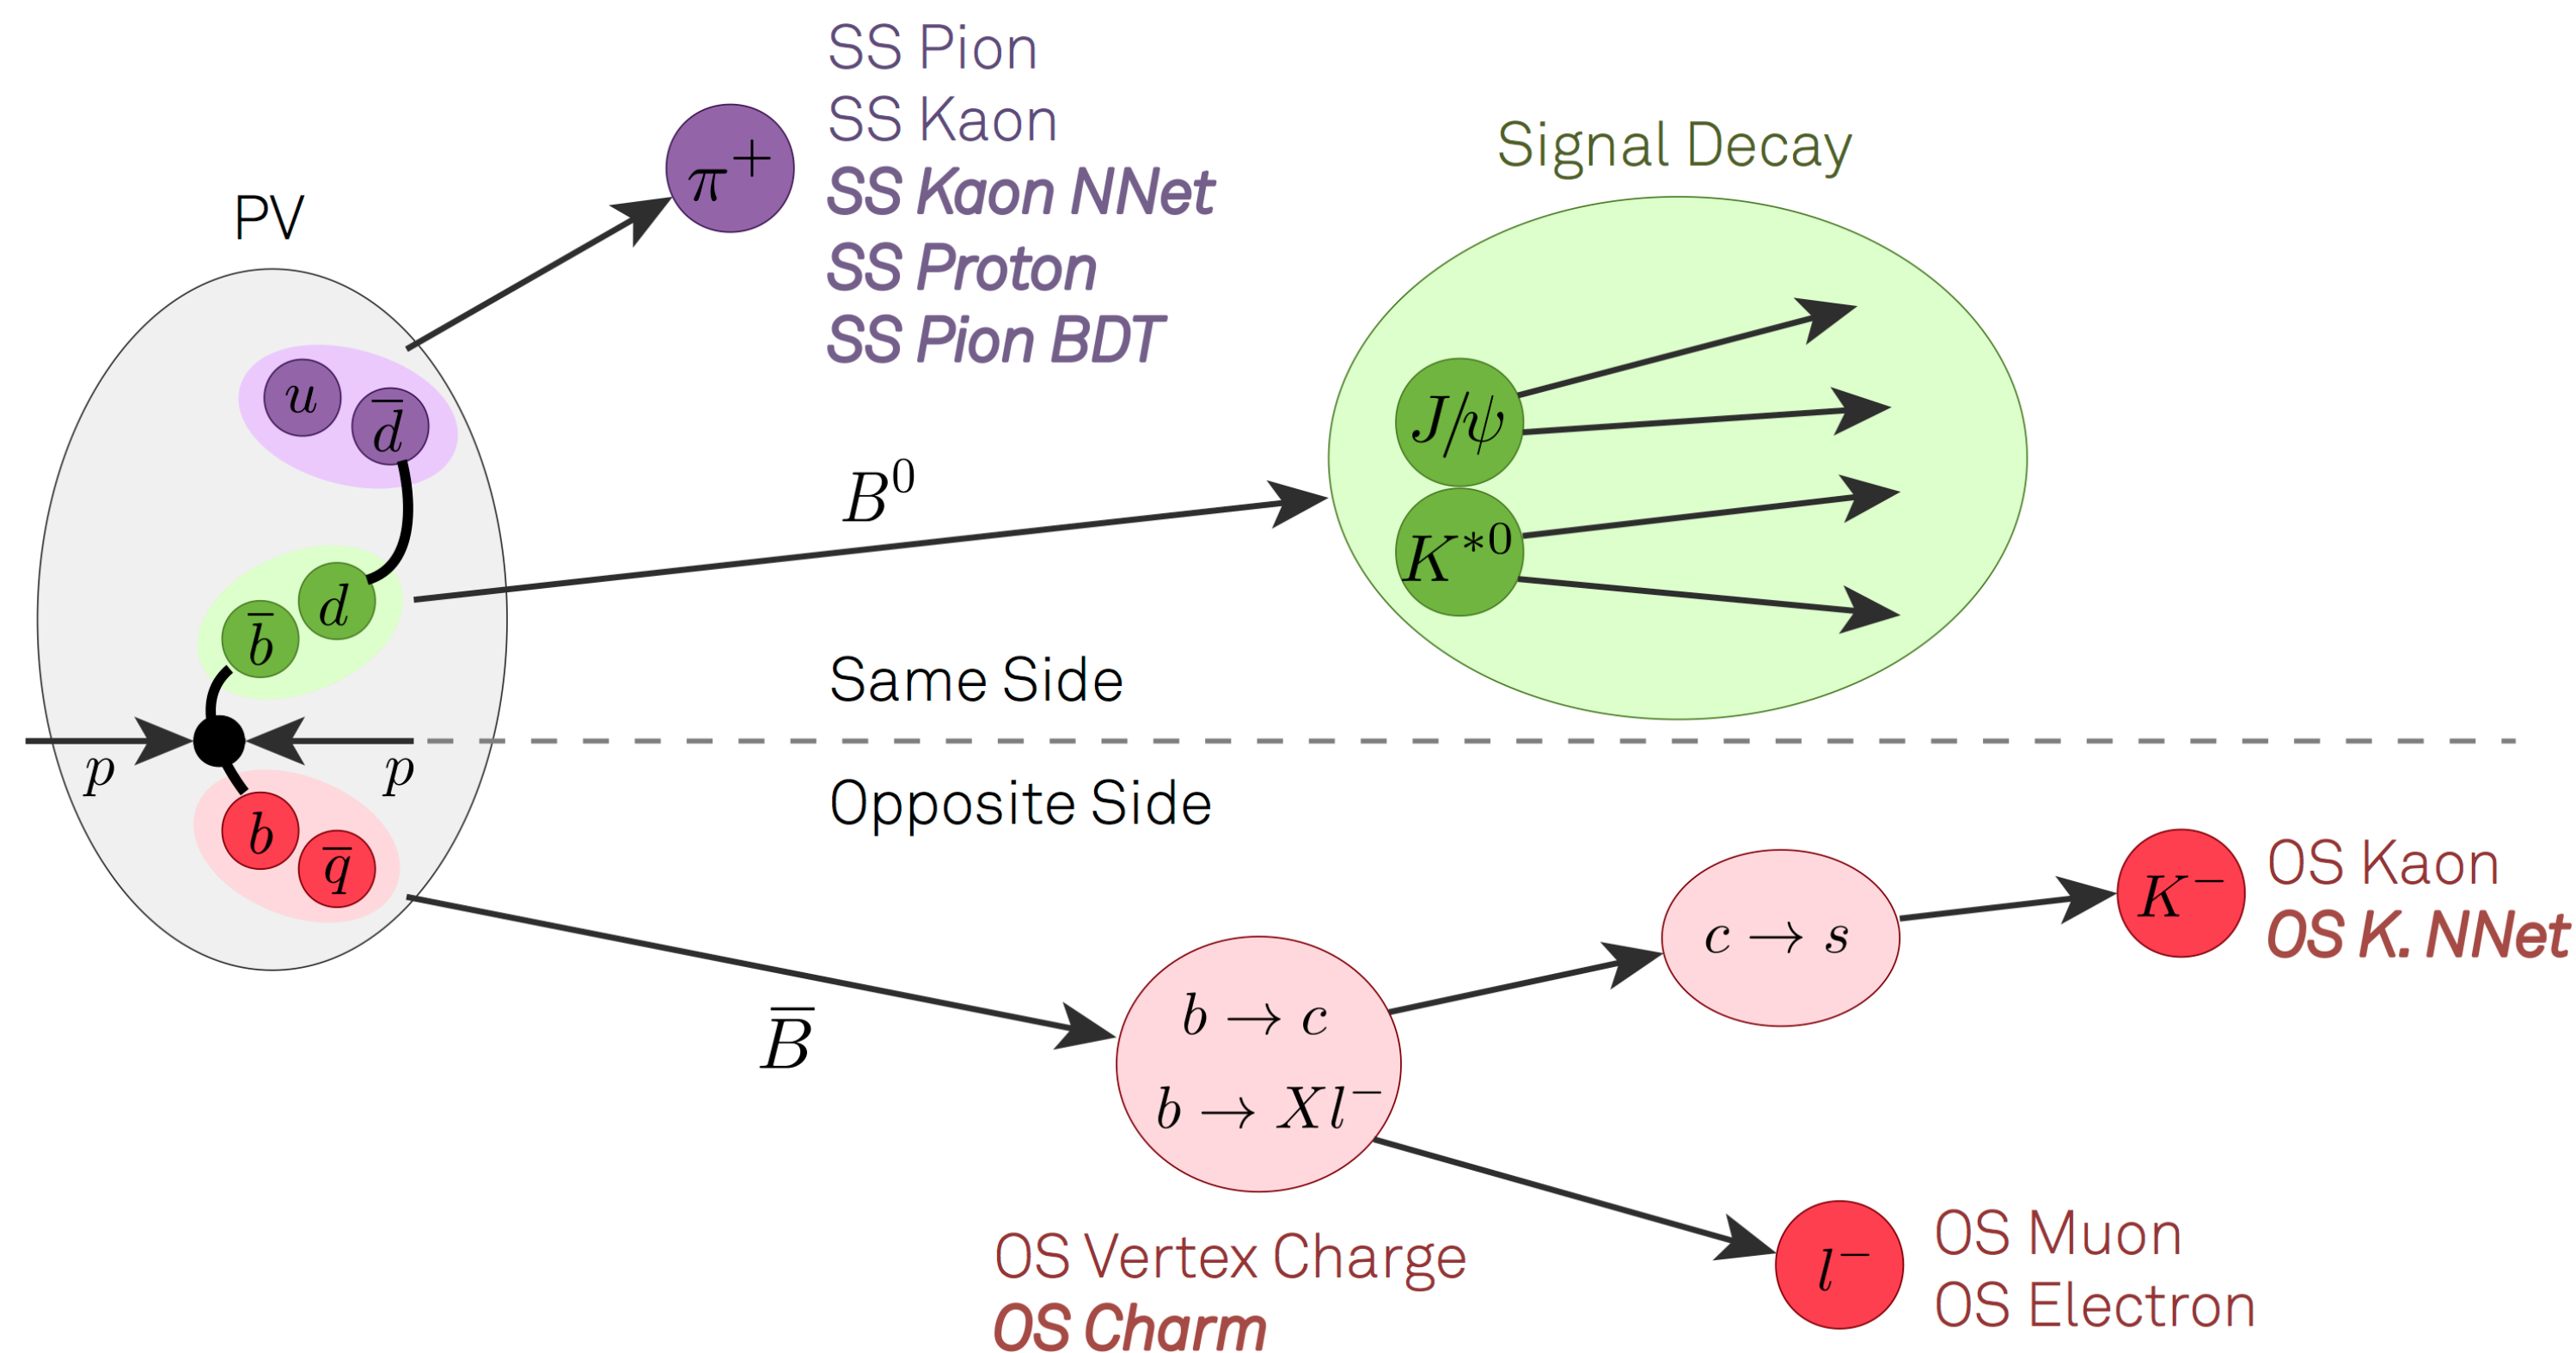 SS Pion
SS Kaon
SS Kaon NNet
SS Proton
SS Pion BDT
π⁺
Signal Decay
PV
u
d̅
B⁰
J/ψ
K*⁰
d
b̅
Same Side
p
p
Opposite Side
b
q̅
B̅
b → c
b → Xl⁻
c → s
K⁻
OS Kaon
OS K. NNet
OS Vertex Charge
OS Charm
l⁻
OS Muon
OS Electron